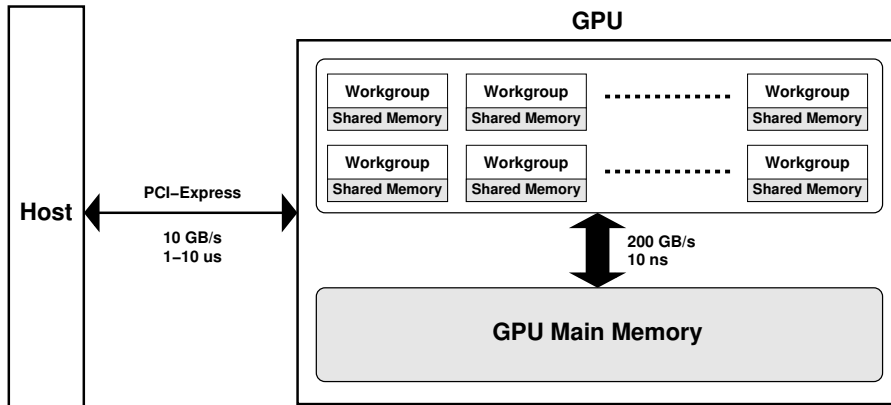 GPU
Workgroup
Shared Memory
Workgroup
Shared Memory
Workgroup
Shared Memory
Workgroup
Shared Memory
Workgroup
Shared Memory
Workgroup
Shared Memory
Host
PCI−Express
10 GB/s
1−10 us
200 GB/s
10 ns
GPU Main Memory